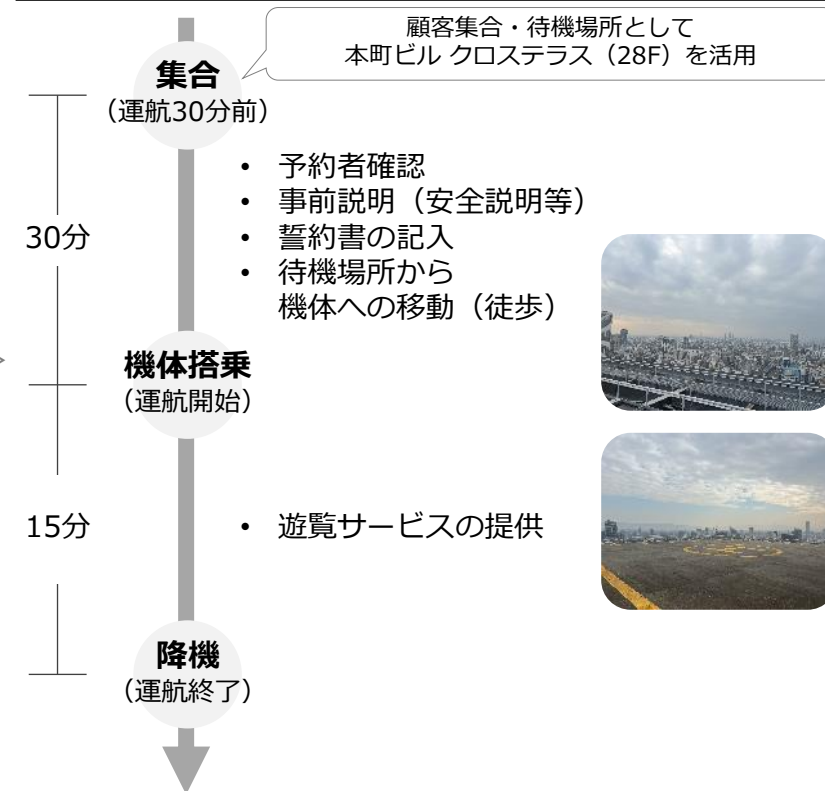 顧客集合・待機場所として
本町ビル クロステラス（28F）を活用
集合
（運航30分前）
30分
• 予約者確認
• 事前説明（安全説明等）
• 誓約書の記入
• 待機場所から
機体への移動（徒歩）
機体搭乗
（運航開始）
15分
• 遊覧サービスの提供
降機
（運航終了）